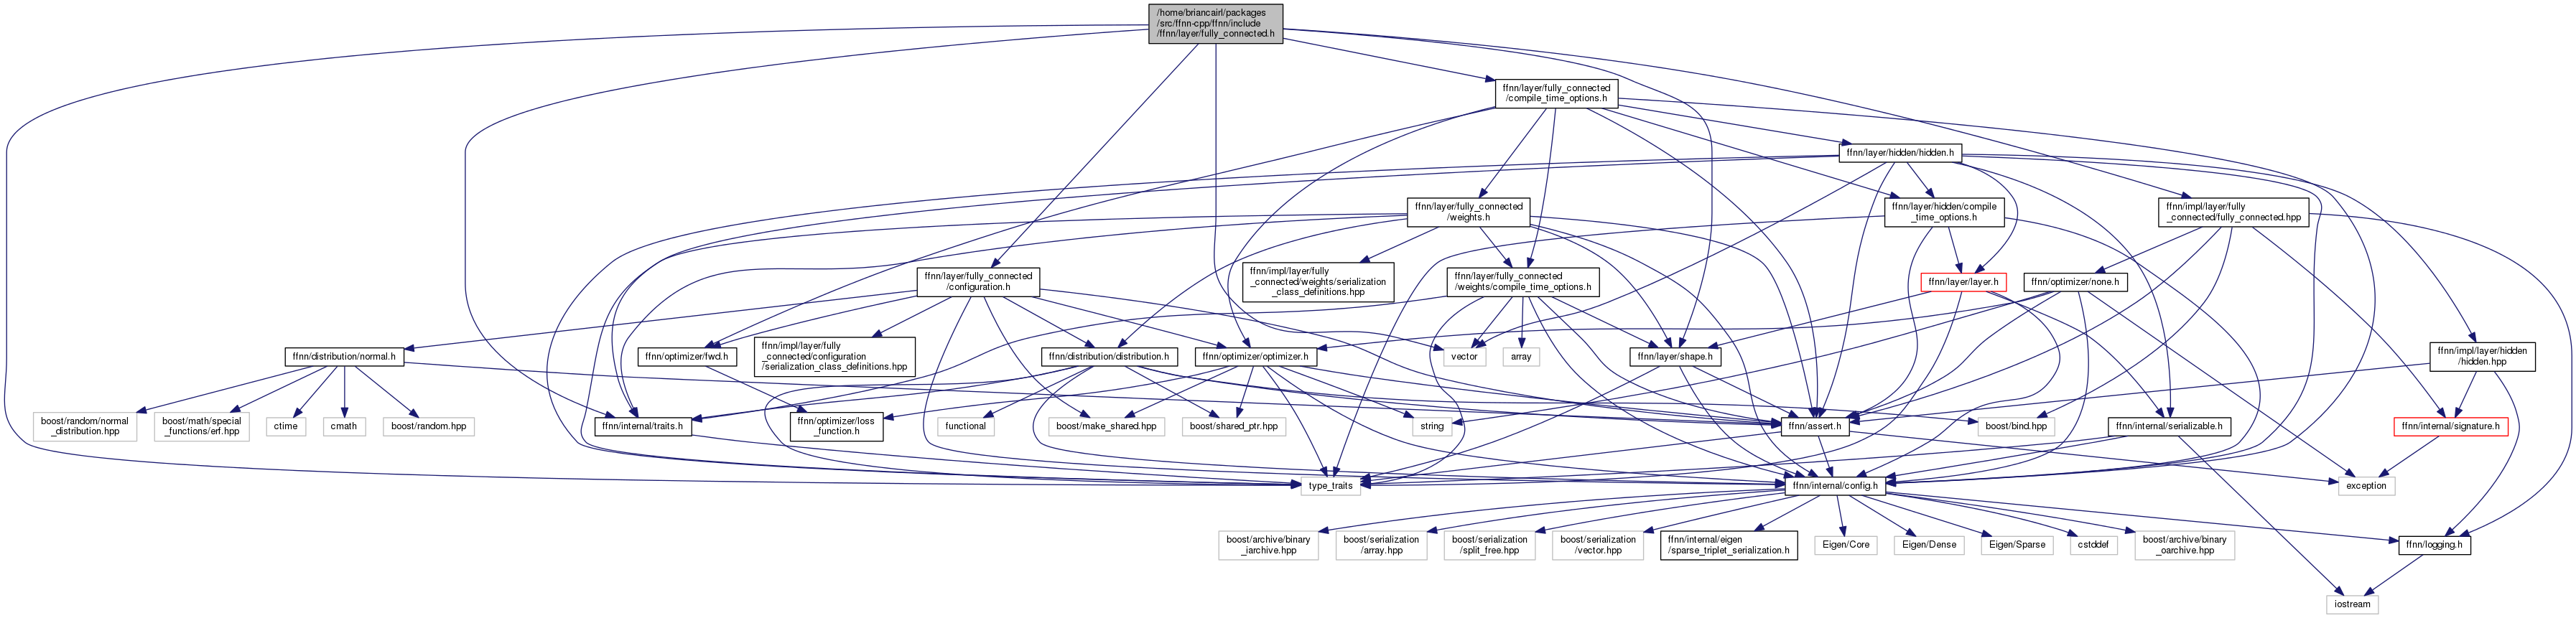 /home/briancairl/packages
/src/ffnn-cpp/ffnn/include
/ffnn/layer/fully_connected.h
ffnn/layer/fully_connected
/compile_time_options.h
ffnn/layer/hidden/hidden.h
ffnn/layer/fully_connected
/weights.h
ffnn/layer/hidden/compile
_time_options.h
ffnn/impl/layer/fully
_connected/fully_connected.hpp
ffnn/layer/fully_connected
/configuration.h
ffnn/impl/layer/fully
_connected/weights/serialization
_class_definitions.hpp
ffnn/layer/fully_connected
/weights/compile_time_options.h
ffnn/layer/layer.h
ffnn/optimizer/none.h
ffnn/distribution/normal.h
ffnn/optimizer/fwd.h
ffnn/impl/layer/fully
_connected/configuration
/serialization_class_definitions.hpp
ffnn/distribution/distribution.h
ffnn/optimizer/optimizer.h
vector
array
ffnn/layer/shape.h
ffnn/impl/layer/hidden
/hidden.hpp
boost/random/normal
_distribution.hpp
boost/math/special
_functions/erf.hpp
ctime
cmath
boost/random.hpp
ffnn/internal/traits.h
ffnn/optimizer/loss
_function.h
functional
boost/make_shared.hpp
boost/shared_ptr.hpp
string
ffnn/assert.h
boost/bind.hpp
ffnn/internal/serializable.h
ffnn/internal/signature.h
type_traits
ffnn/internal/config.h
exception
boost/archive/binary
_iarchive.hpp
boost/serialization
/array.hpp
boost/serialization
/split_free.hpp
boost/serialization
/vector.hpp
ffnn/internal/eigen
/sparse_triplet_serialization.h
Eigen/Core
Eigen/Dense
Eigen/Sparse
cstddef
boost/archive/binary
_oarchive.hpp
ffnn/logging.h
iostream